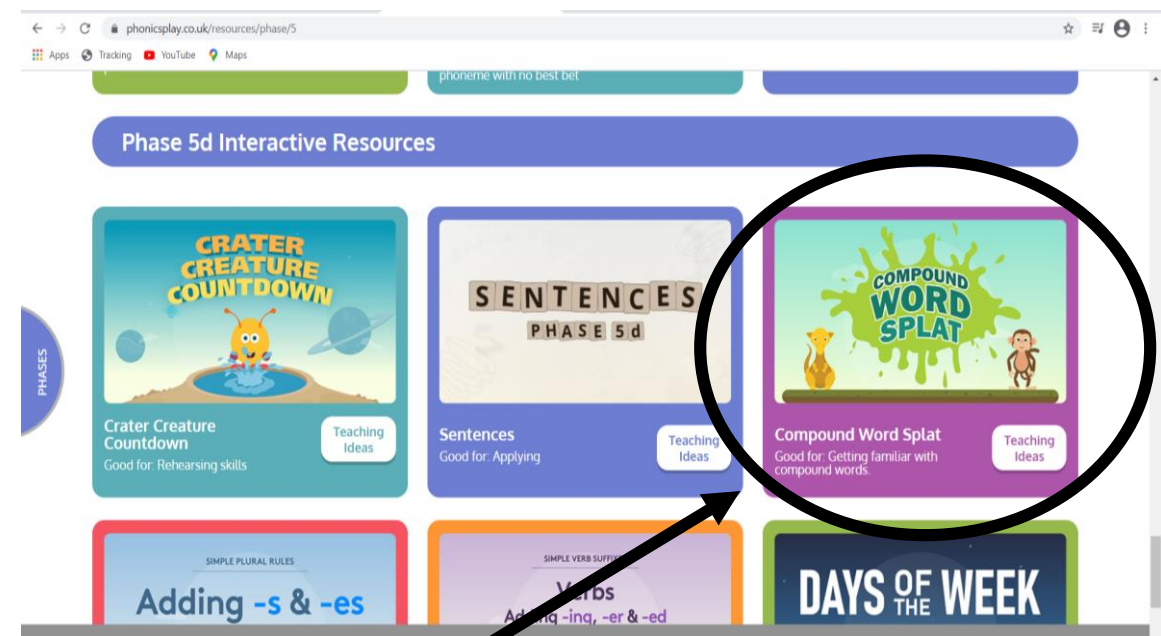 phonicsplay.co.uk/resources/phase/5
Apps Tracking YouTube Maps
phoneme with no best bet
Phase 5d Interactive Resources
CRATER
CREATURE
COUNTDOWN
SENTENCES
PHASE 5d
COMPOUND
WORD
SPLAT
PHASES
Crater Creature
Countdown
Good for: Rehearsing skills
Teaching
Ideas
Sentences
Good for: Applying
Teaching
Ideas
Compound Word Splat
Good for: Getting familiar with
compound words.
Teaching
Ideas
SIMPLE PLURAL RULES
Adding -s & -es
SIMPLE VERB
Verbs
Adding -ing, -er & -ed
DAYS OF THE WEEK